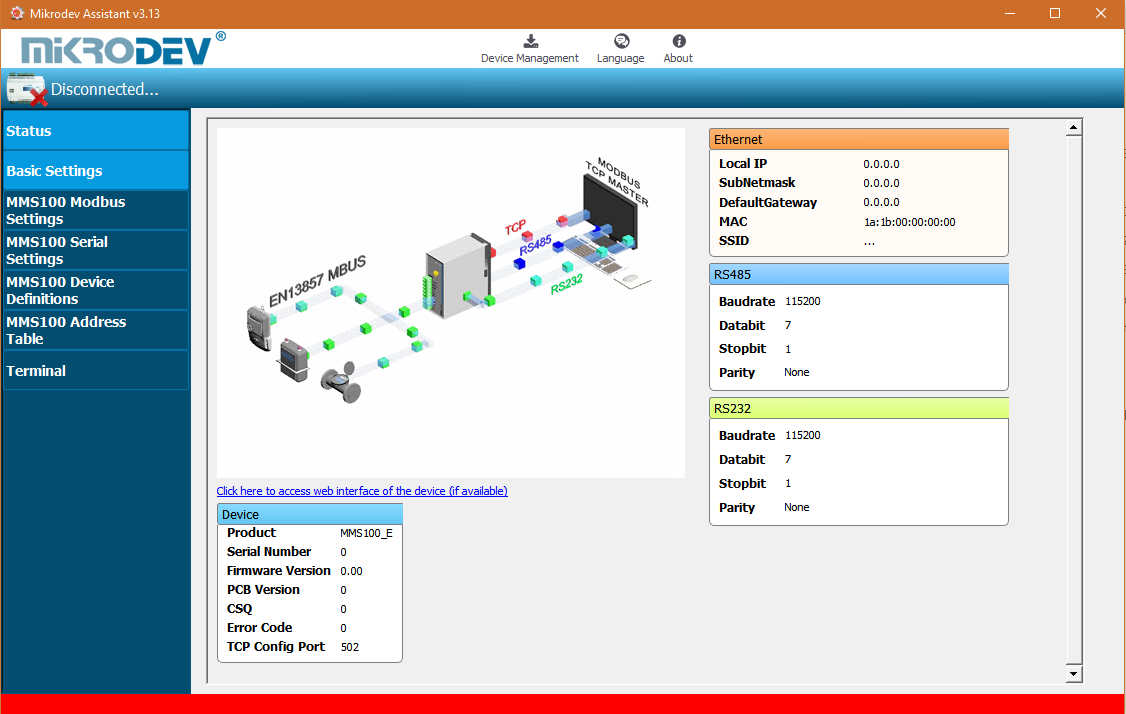 Mikrodev Assistant v3.13
MiKRODEV®
Device Management
Language
About
Disconnected...
Status
Basic Settings
MMS100 Modbus
Settings
MMS100 Serial
Settings
MMS100 Device
Definitions
MMS100 Address
Table
Terminal
MODBUS
TCP MASTER
TCP
RS485
RS232
EN13857 MBUS
Click here to access web interface of the device (if available)
Device
Product MMS100_E
Serial Number 0
Firmware Version 0.00
PCB Version 0
CSQ 0
Error Code 0
TCP Config Port 502
Ethernet
Local IP 0.0.0.0
SubNetmask 0.0.0.0
DefaultGateway 0.0.0.0
MAC 1a:1b:00:00:00:00
SSID ...
RS485
Baudrate 115200
Databit 7
Stopbit 1
Parity None
RS232
Baudrate 115200
Databit 7
Stopbit 1
Parity None